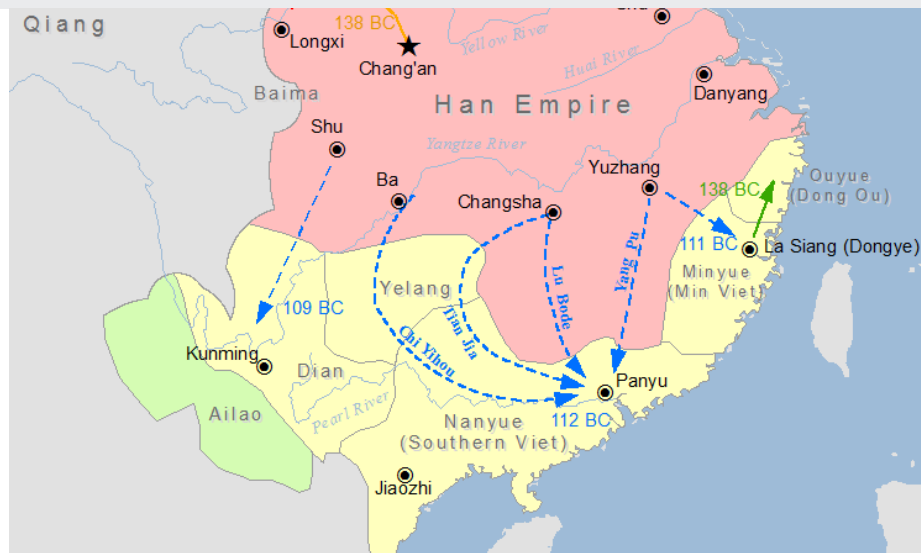 Qiang
138 BC
Longxi
Chang'an
Yellow River
Huai River
Baima
Han Empire
Danyang
Shu
Yangtze River
Ba
Changsha
Yuzhang
138 BC
Ouyue
(Dong Ou)
111 BC
La Siang (Dongye)
Minyue
(Min Viet)
Yang Pu
Lu Bode
Tian Jia
Chi Yihou
Yelang
109 BC
Kunming
Dian
Panyu
Ailao
Pearl River
Nanyue
(Southern Viet)
112 BC
Jiaozhi